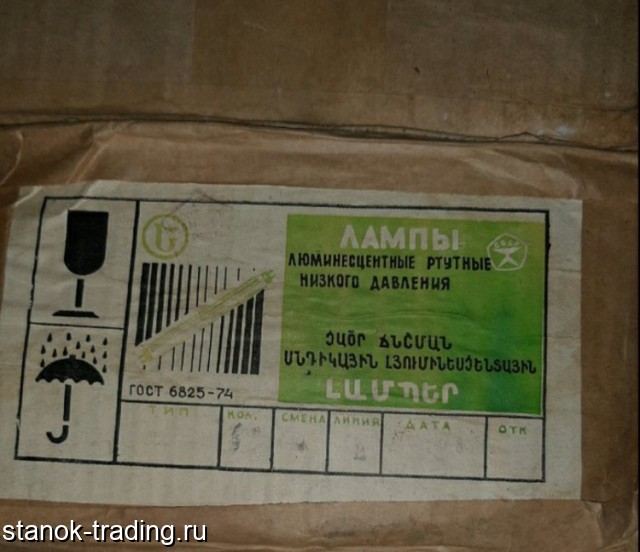 ЛАМПЫ
ЛЮМИНЕСЦЕНТНЫЕ РТУТНЫЕ
НИЗКОГО ДАВЛЕНИЯ
ՑԱԾՐ ՃՆՇՄԱՆ
ՍՆԴԻԿԱՅԻՆ ԼՅՈՒՄԻՆԵՍՑԵՆՏԱՅԻՆ
ԼԱՄՊԵՐ
ГОСТ 6825-74
ТИП КОЛ. СМЕНА ЛИНИЯ ДАТА ОТК
stanok-trading.ru